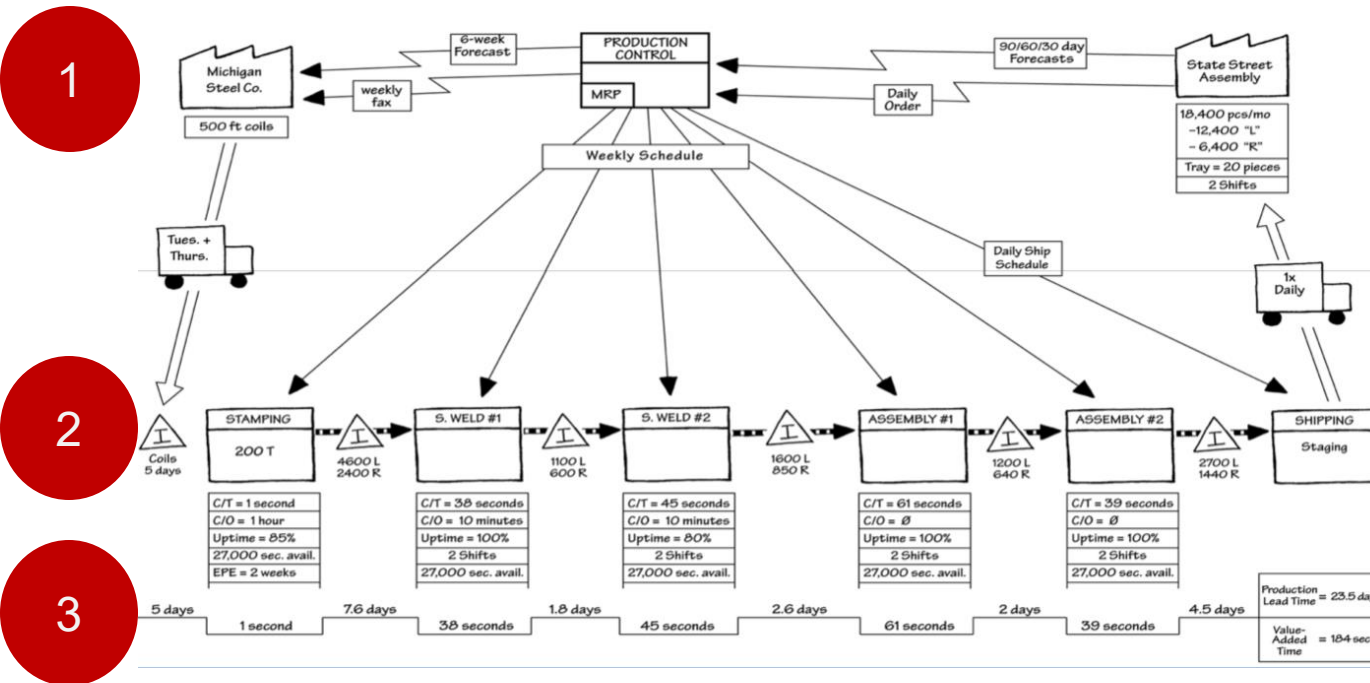 1
Michigan
Steel Co.
500 ft coils
6-week
Forecast
weekly
fax
PRODUCTION
CONTROL
MRP
90/60/30 day
Forecasts
Daily
Order
State Street
Assembly
18,400 pcs/mo
-12,400 "L"
- 6,400 "R"
Tray = 20 pieces
2 Shifts
Weekly Schedule
Tues. +
Thurs.
Daily Ship
Schedule
1x
Daily
2
I
Coils
5 days
STAMPING
200 T
I
4600 L
2400 R
S. WELD #1
I
1100 L
600 R
S. WELD #2
I
1600 L
850 R
ASSEMBLY #1
I
1200 L
640 R
ASSEMBLY #2
I
2700 L
1440 R
SHIPPING
Staging
C/T = 1 second
C/O = 1 hour
Uptime = 85%
27,000 sec. avail.
EPE = 2 weeks
C/T = 38 seconds
C/O = 10 minutes
Uptime = 100%
2 Shifts
27,000 sec. avail.
C/T = 45 seconds
C/O = 10 minutes
Uptime = 80%
2 Shifts
27,000 sec. avail.
C/T = 61 seconds
C/O = Ø
Uptime = 100%
2 Shifts
27,000 sec. avail.
C/T = 39 seconds
C/O = Ø
Uptime = 100%
2 Shifts
27,000 sec. avail.
3
5 days
1 second
7.6 days
38 seconds
1.8 days
45 seconds
2.6 days
61 seconds
2 days
39 seconds
4.5 days
Production
Lead Time = 23.5 da
Value-
Added
Time = 184 sec